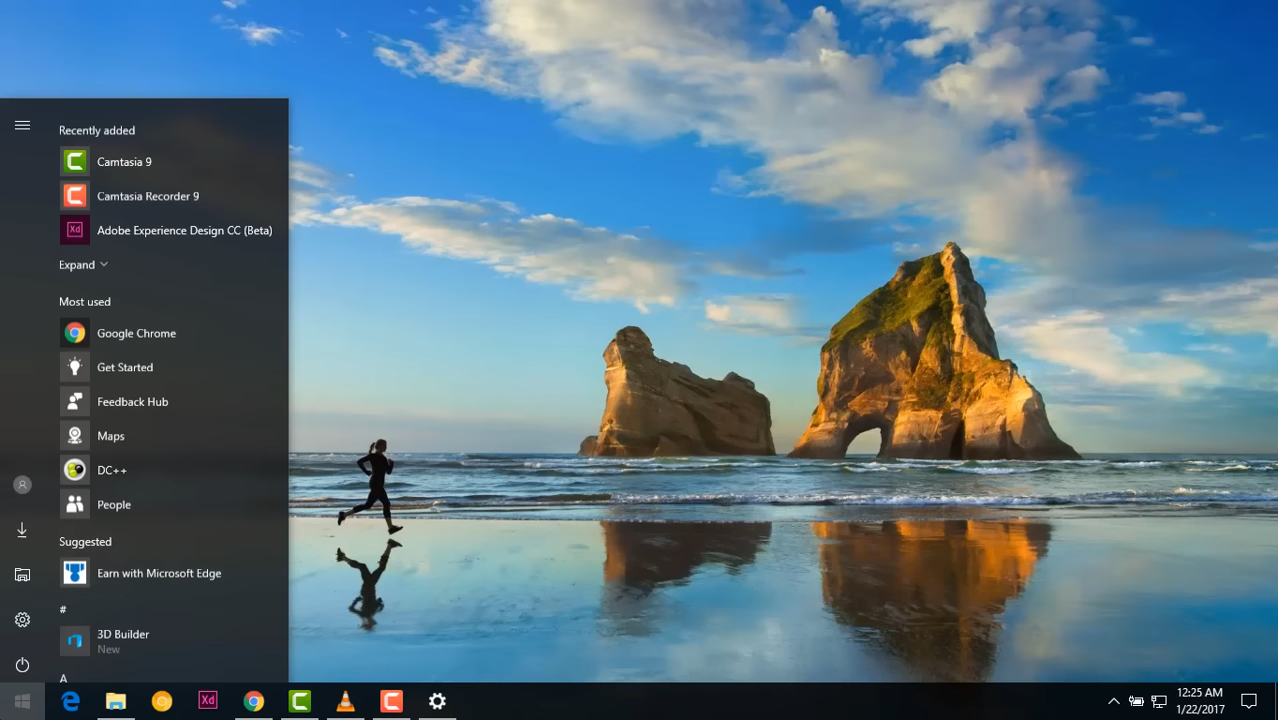 Recently added
Camtasia 9
Camtasia Recorder 9
Xd
Adobe Experience Design CC (Beta)
Expand
Most used
Google Chrome
Get Started
Feedback Hub
Maps
DC++
People
Suggested
Earn with Microsoft Edge
#
3D Builder
New
A
Xd
12:25 AM
1/22/2017